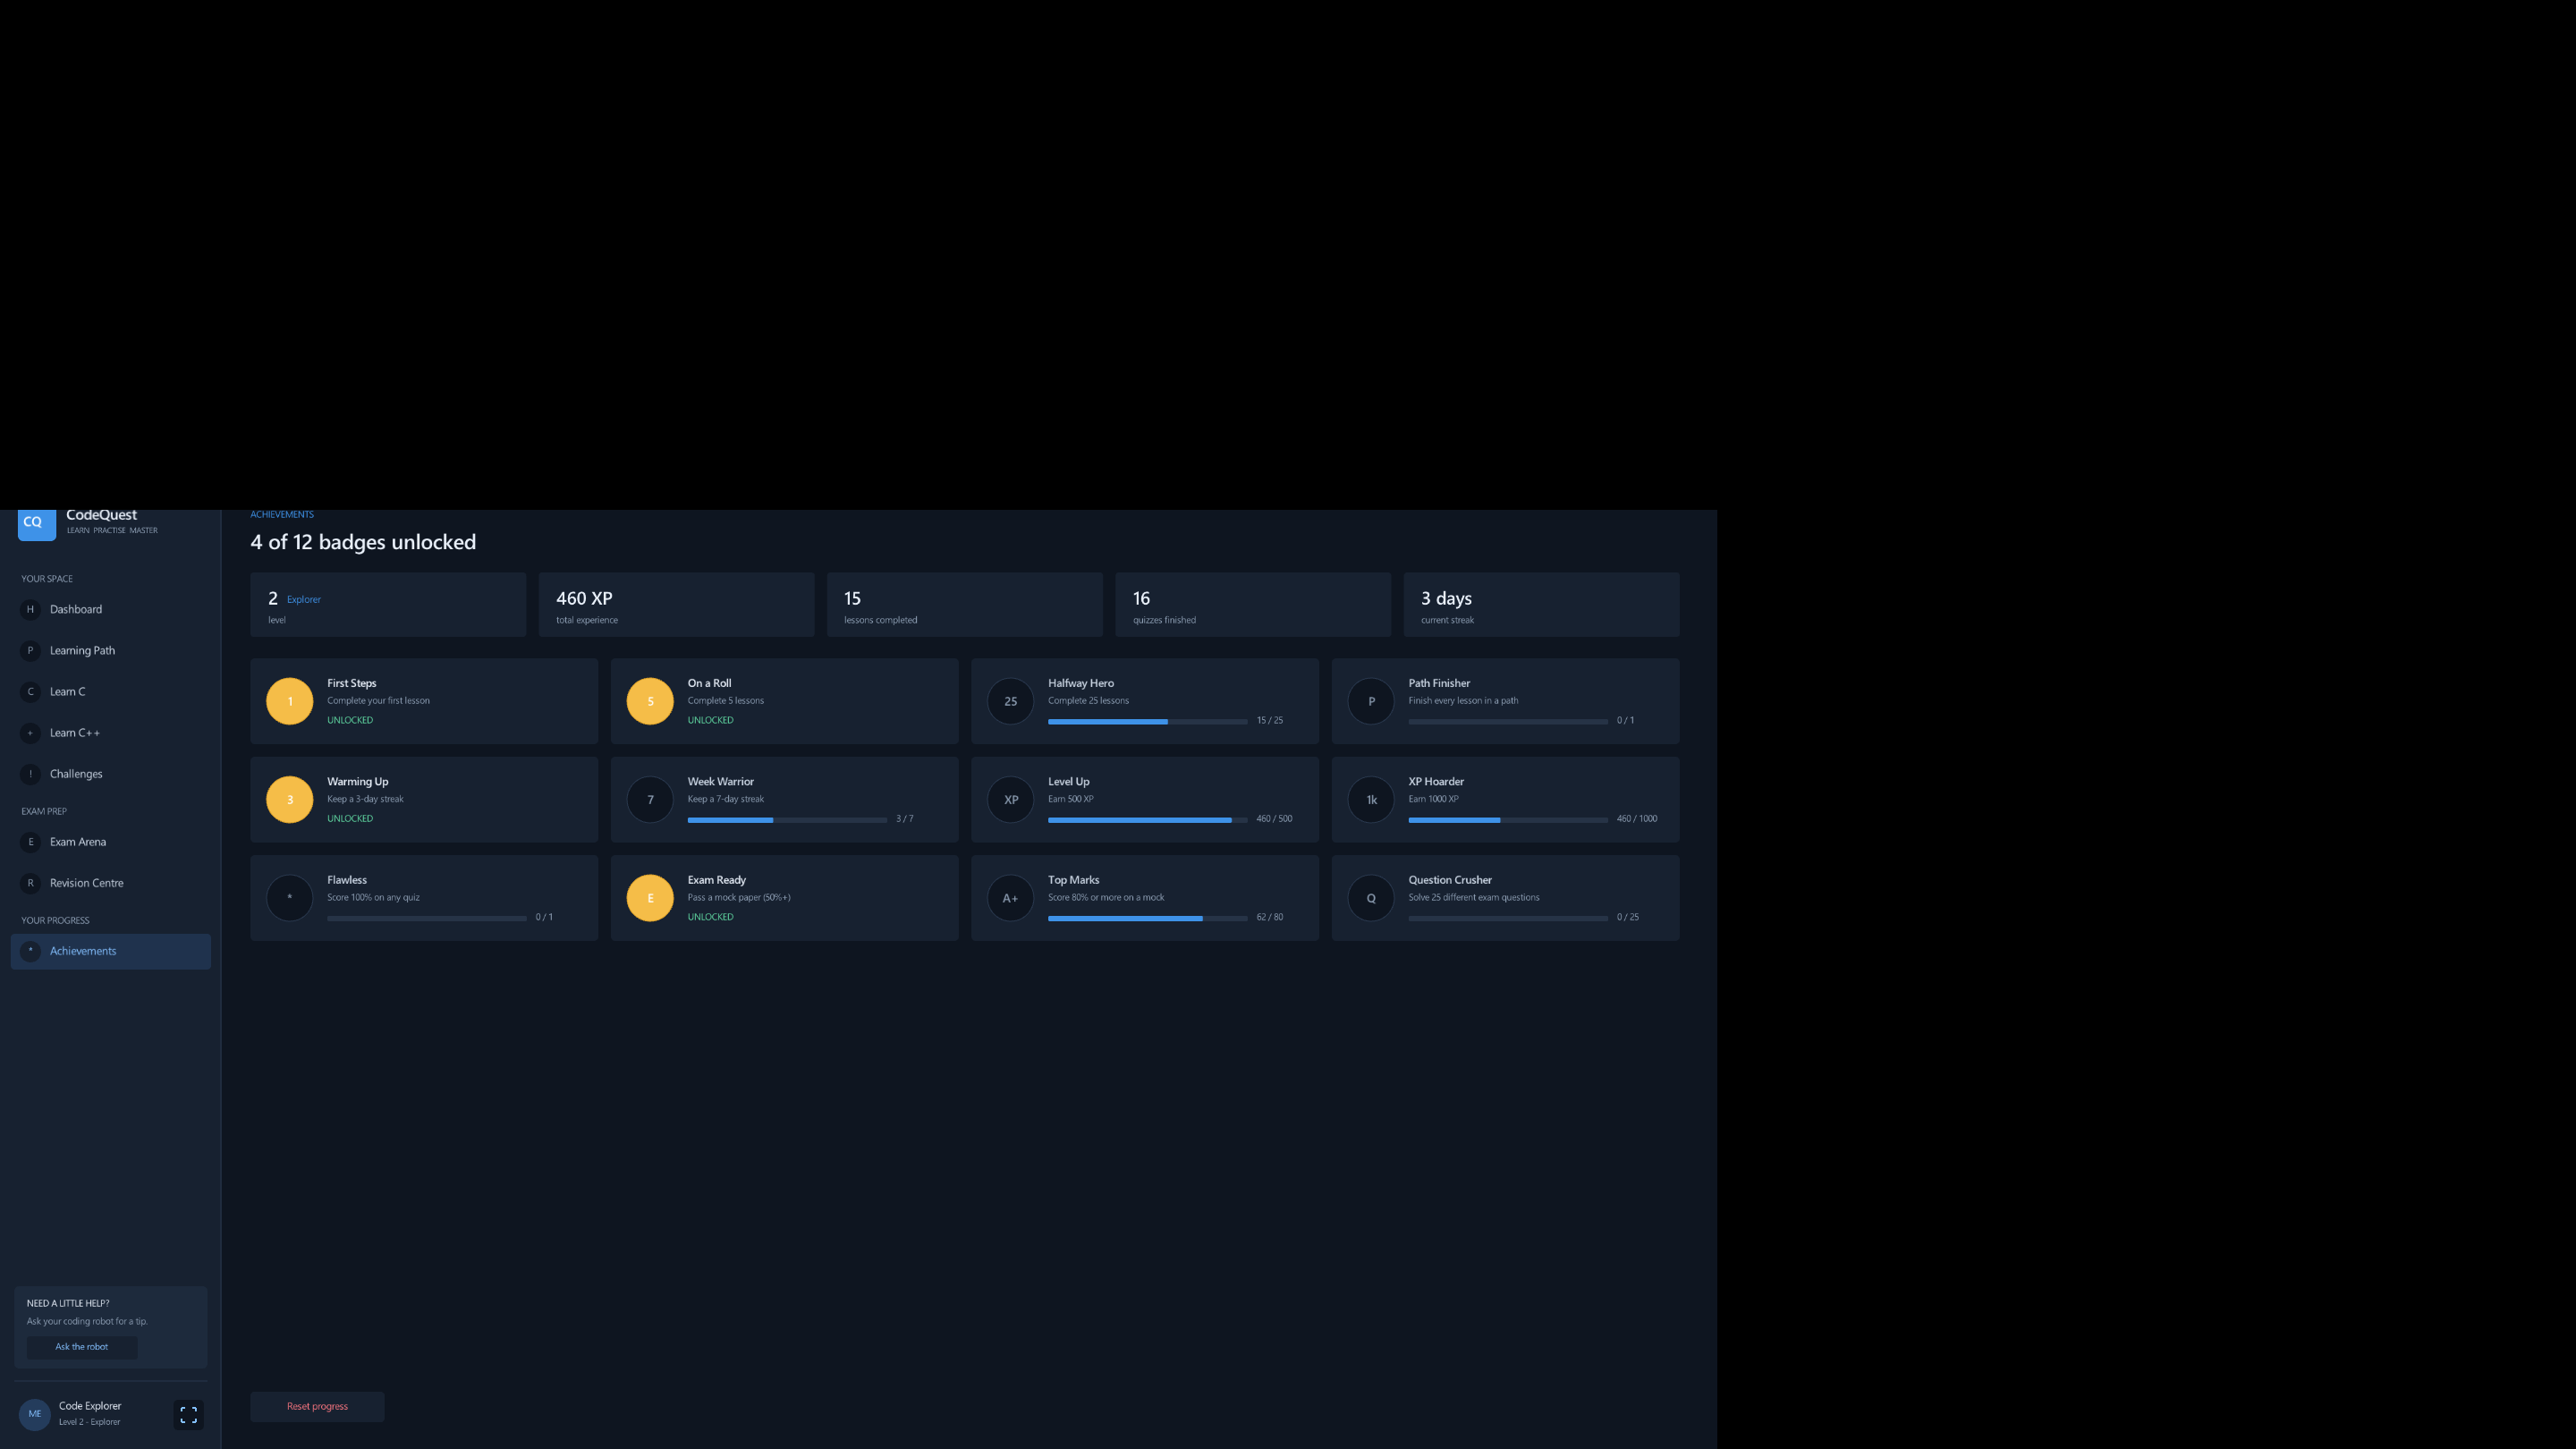 CQ
CodeQuest
LEARN PRACTISE MASTER
YOUR SPACE
H Dashboard
P Learning Path
C Learn C
+ Learn C++
! Challenges
EXAM PREP
E Exam Arena
R Revision Centre
YOUR PROGRESS
* Achievements
NEED A LITTLE HELP?
Ask your coding robot for a tip.
Ask the robot
ME
Code Explorer
Level 2 - Explorer
ACHIEVEMENTS
4 of 12 badges unlocked
2 Explorer
level
460 XP
total experience
15
lessons completed
16
quizzes finished
3 days
current streak
1
First Steps
Complete your first lesson
UNLOCKED
5
On a Roll
Complete 5 lessons
UNLOCKED
25
Halfway Hero
Complete 25 lessons
15 / 25
P
Path Finisher
Finish every lesson in a path
0 / 1
3
Warming Up
Keep a 3-day streak
UNLOCKED
7
Week Warrior
Keep a 7-day streak
3 / 7
XP
Level Up
Earn 500 XP
460 / 500
1k
XP Hoarder
Earn 1000 XP
460 / 1000
*
Flawless
Score 100% on any quiz
0 / 1
E
Exam Ready
Pass a mock paper (50%+)
UNLOCKED
A+
Top Marks
Score 80% or more on a mock
62 / 80
Q
Question Crusher
Solve 25 different exam questions
0 / 25
Reset progress